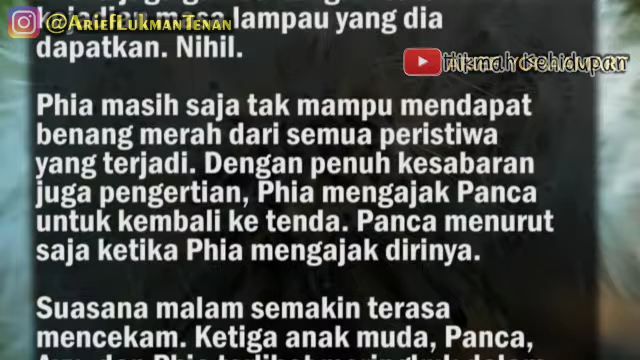 @AriefLukmanTenan
kejadian masa lampau yang dia
dapatkan. Nihil.
Hikmah Kehidupan
Phia masih saja tak mampu mendapat
benang merah dari semua peristiwa
yang terjadi. Dengan penuh kesabaran
juga pengertian, Phia mengajak Panca
untuk kembali ke tenda. Panca menurut
saja ketika Phia mengajak dirinya.
Suasana malam semakin terasa
mencekam. Ketiga anak muda, Panca,